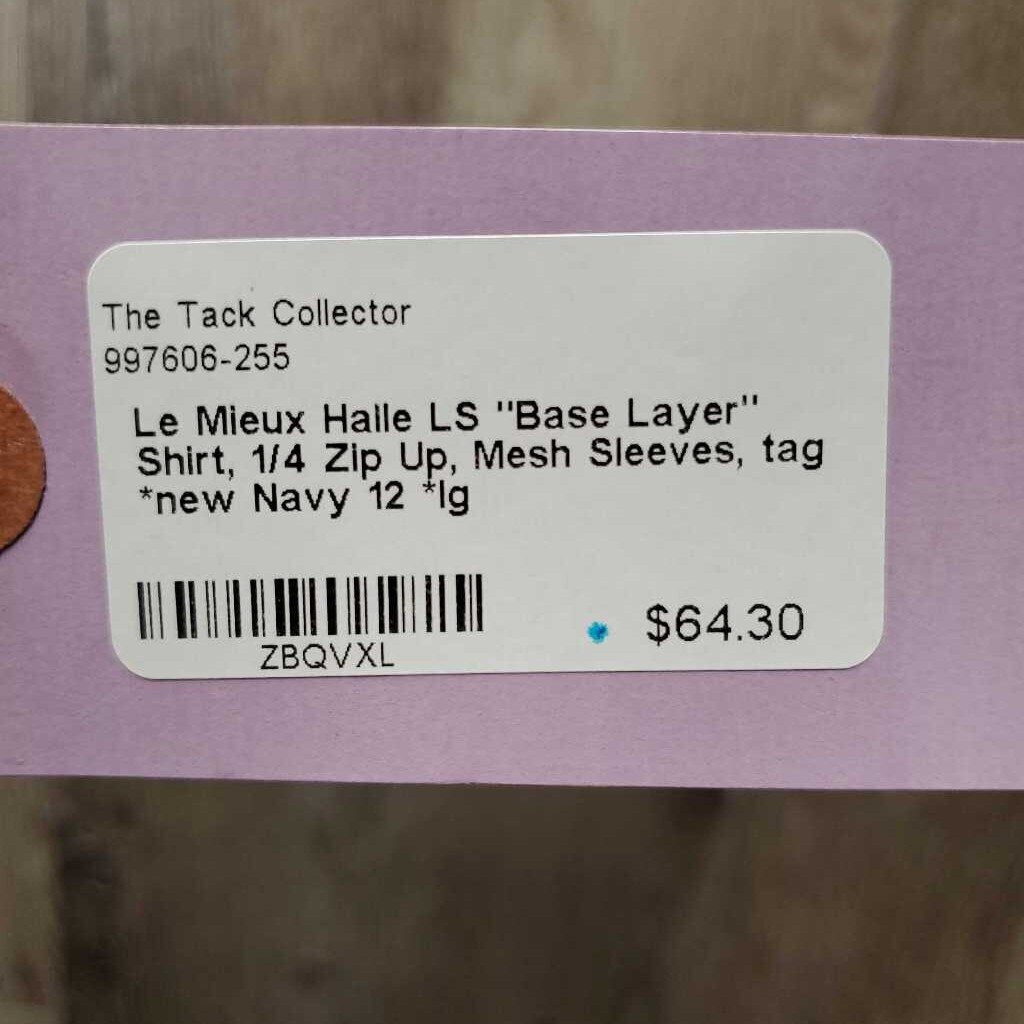 The Tack Collector
997606-255
Le Mieux Halle LS "Base Layer"
Shirt, 1/4 Zip Up, Mesh Sleeves, tag
*new Navy 12 *lg
ZBQVXL
$64.30